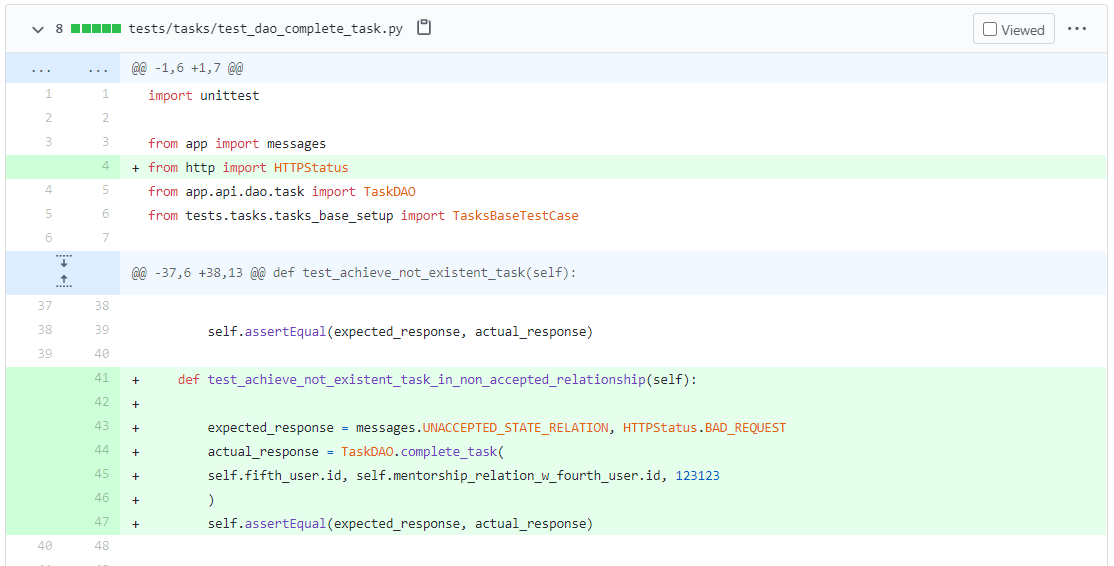 8 tests/tasks/test_dao_complete_task.py Viewed ...
... ... @@ -1,6 +1,7 @@
1 1 import unittest
2 2
3 3 from app import messages
4 + from http import HTTPStatus
4 5 from app.api.dao.task import TaskDAO
5 6 from tests.tasks.tasks_base_setup import TasksBaseTestCase
6 7
@@ -37,6 +38,13 @@ def test_achieve_not_existent_task(self):
37 38
38 39 self.assertEqual(expected_response, actual_response)
39 40
41 + def test_achieve_not_existent_task_in_non_accepted_relationship(self):
42 +
43 + expected_response = messages.UNACCEPTED_STATE_RELATION, HTTPStatus.BAD_REQUEST
44 + actual_response = TaskDAO.complete_task(
45 + self.fifth_user.id, self.mentorship_relation_w_fourth_user.id, 123123
46 + )
47 + self.assertEqual(expected_response, actual_response)
40 48